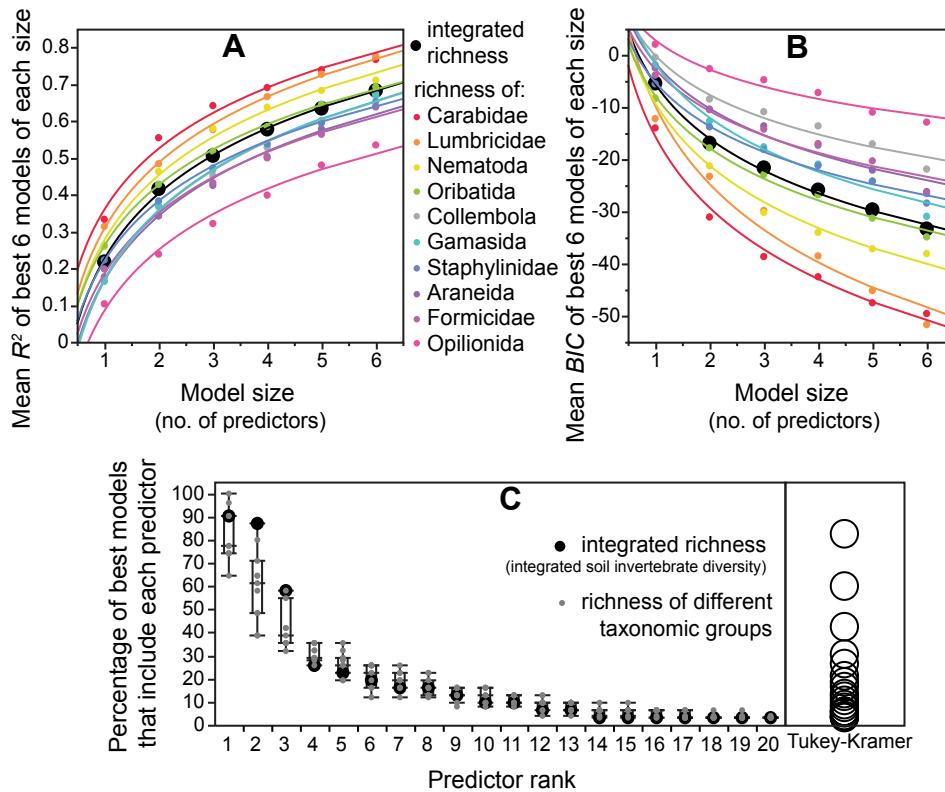 A
Mean R² of best 6 models of each size
0.8
0.7
0.6
0.5
0.4
0.3
0.2
0.1
0
1 2 3 4 5 6
Model size
(no. of predictors)
integrated
richness
richness of:
Carabidae
Lumbricidae
Nematoda
Oribatida
Collembola
Gamasida
Staphylinidae
Araneida
Formicidae
Opilionida
B
Mean BIC of best 6 models of each size
0
-10
-20
-30
-40
-50
1 2 3 4 5 6
Model size
(no. of predictors)
C
Percentage of best models
that include each predictor
100
90
80
70
60
50
40
30
20
10
0
integrated richness
(integrated soil invertebrate diversity)
richness of different
taxonomic groups
1 2 3 4 5 6 7 8 9 10 11 12 13 14 15 16 17 18 19 20
Tukey-Kramer
Predictor rank